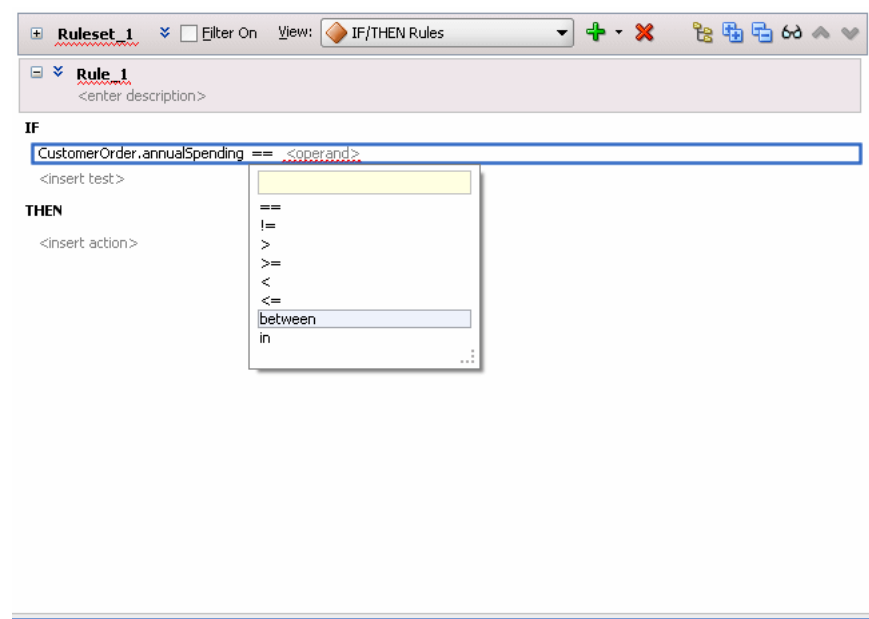 Ruleset_1 Filter On View: IF/THEN Rules
Rule_1
<enter description>
IF
CustomerOrder.annualSpending == <operand>
<insert test>
==
!=
>
>=
<
<=
between
in
THEN
<insert action>